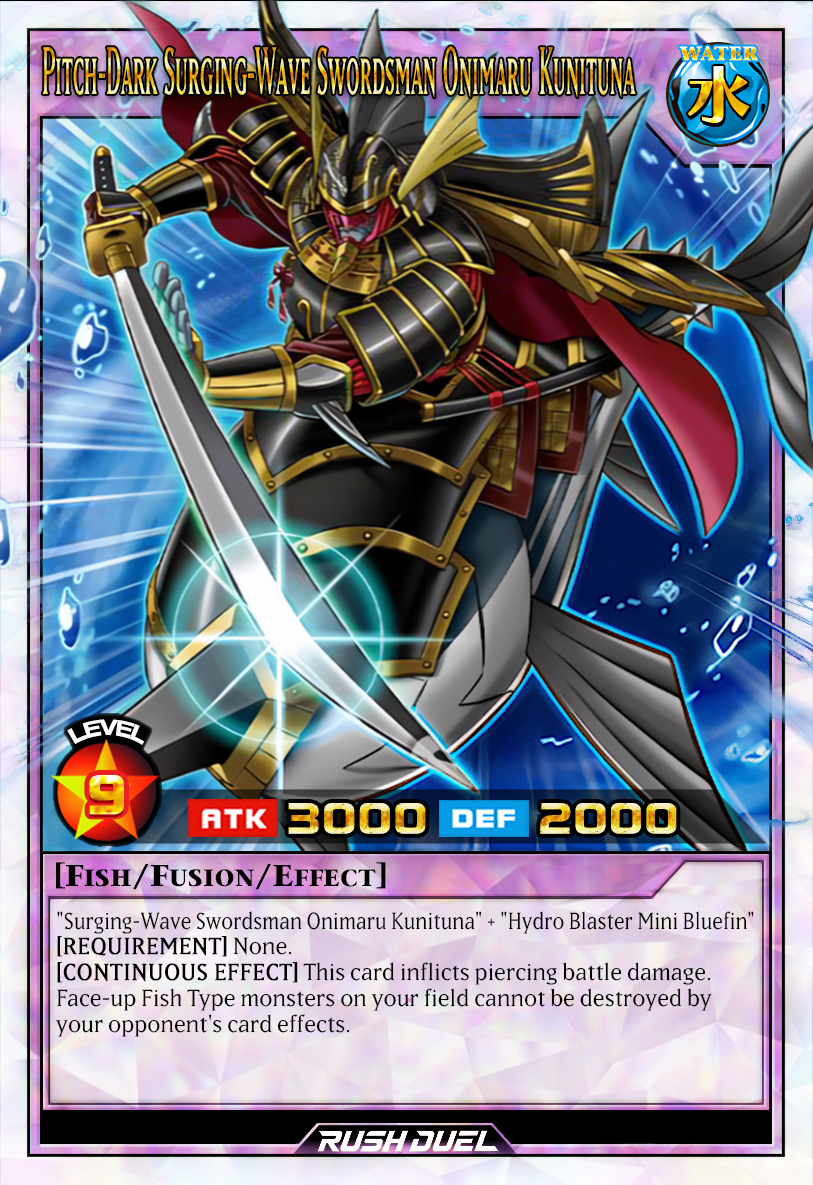 Pitch-Dark Surging-Wave Swordsman Onimaru Kunituna
WATER
水
LEVEL
9
ATK 3000 DEF 2000
[Fish/Fusion/Effect]
"Surging-Wave Swordsman Onimaru Kunituna" + "Hydro Blaster Mini Bluefin"
[REQUIREMENT] None.
[CONTINUOUS EFFECT] This card inflicts piercing battle damage.
Face-up Fish Type monsters on your field cannot be destroyed by
your opponent's card effects.
RUSH DUEL